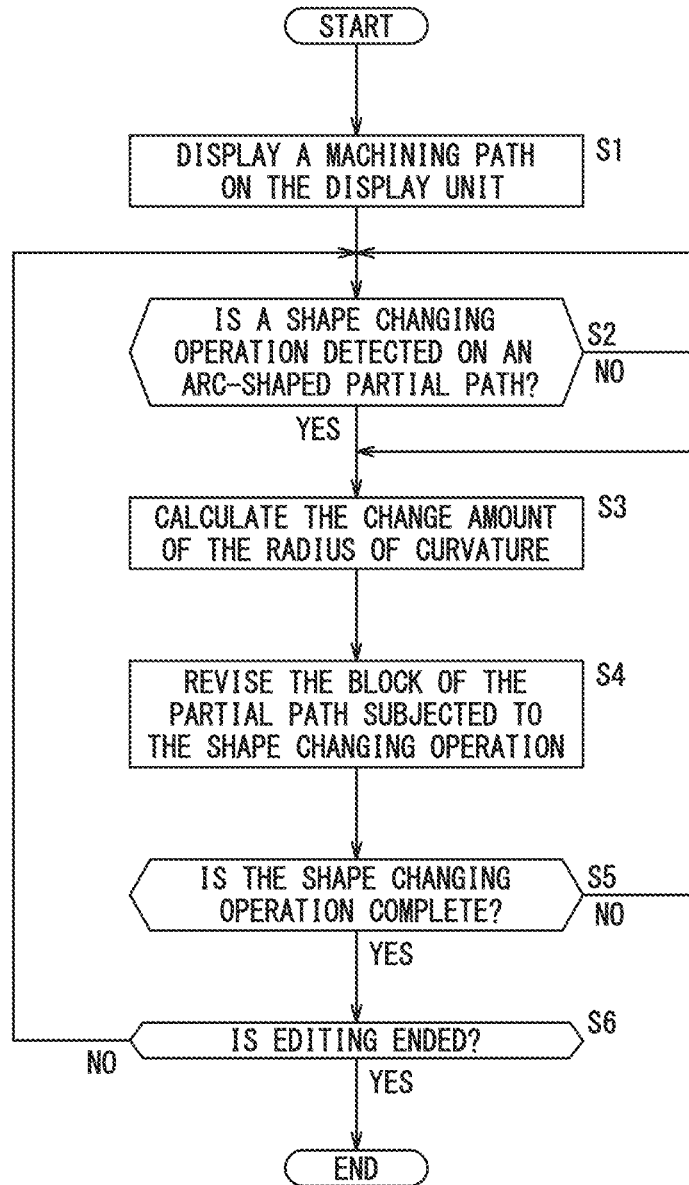 START
DISPLAY A MACHINING PATH
ON THE DISPLAY UNIT
S1
IS A SHAPE CHANGING
OPERATION DETECTED ON AN
ARC-SHAPED PARTIAL PATH?
S2
NO
YES
CALCULATE THE CHANGE AMOUNT
OF THE RADIUS OF CURVATURE
S3
REVISE THE BLOCK OF THE
PARTIAL PATH SUBJECTED TO
THE SHAPE CHANGING OPERATION
S4
IS THE SHAPE CHANGING
OPERATION COMPLETE?
S5
NO
YES
IS EDITING ENDED?
S6
NO
YES
END